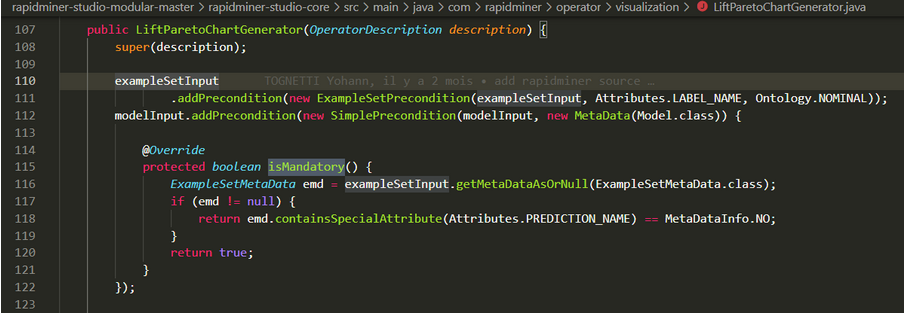 rapidminer-studio-modular-master > rapidminer-studio-core > src > main > java > com > rapidminer > operator > visualization > J LiftParetoChartGenerator.java
107 public LiftParetoChartGenerator(OperatorDescription description) {
108 super(description);
109
110 exampleSetInput TOGNETTI Yohann, il y a 2 mois • add rapidminer source …
111 .addPrecondition(new ExampleSetPrecondition(exampleSetInput, Attributes.LABEL_NAME, Ontology.NOMINAL));
112 modelInput.addPrecondition(new SimplePrecondition(modelInput, new MetaData(Model.class)) {
113
114 @Override
115 protected boolean isMandatory() {
116 ExampleSetMetaData emd = exampleSetInput.getMetaDataAsOrNull(ExampleSetMetaData.class);
117 if (emd != null) {
118 return emd.containsSpecialAttribute(Attributes.PREDICTION_NAME) == MetaDataInfo.NO;
119 }
120 return true;
121 }
122 });
123